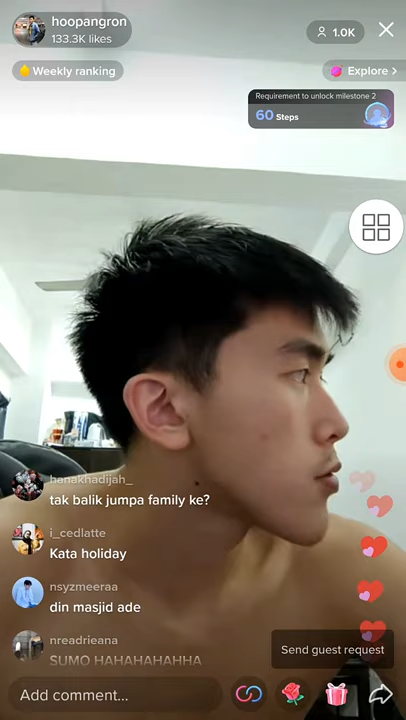 hoopangron
133.3K likes
1.0K
Weekly ranking
Explore >
Requirement to unlock milestone 2
60 Steps
hanakhadijah_
tak balik jumpa family ke?
i_cedlatte
Kata holiday
nsyzmeeraa
din masjid ade
nreadrieana
SUMO HAHAHAHAHHA
Send guest request
Add comment...